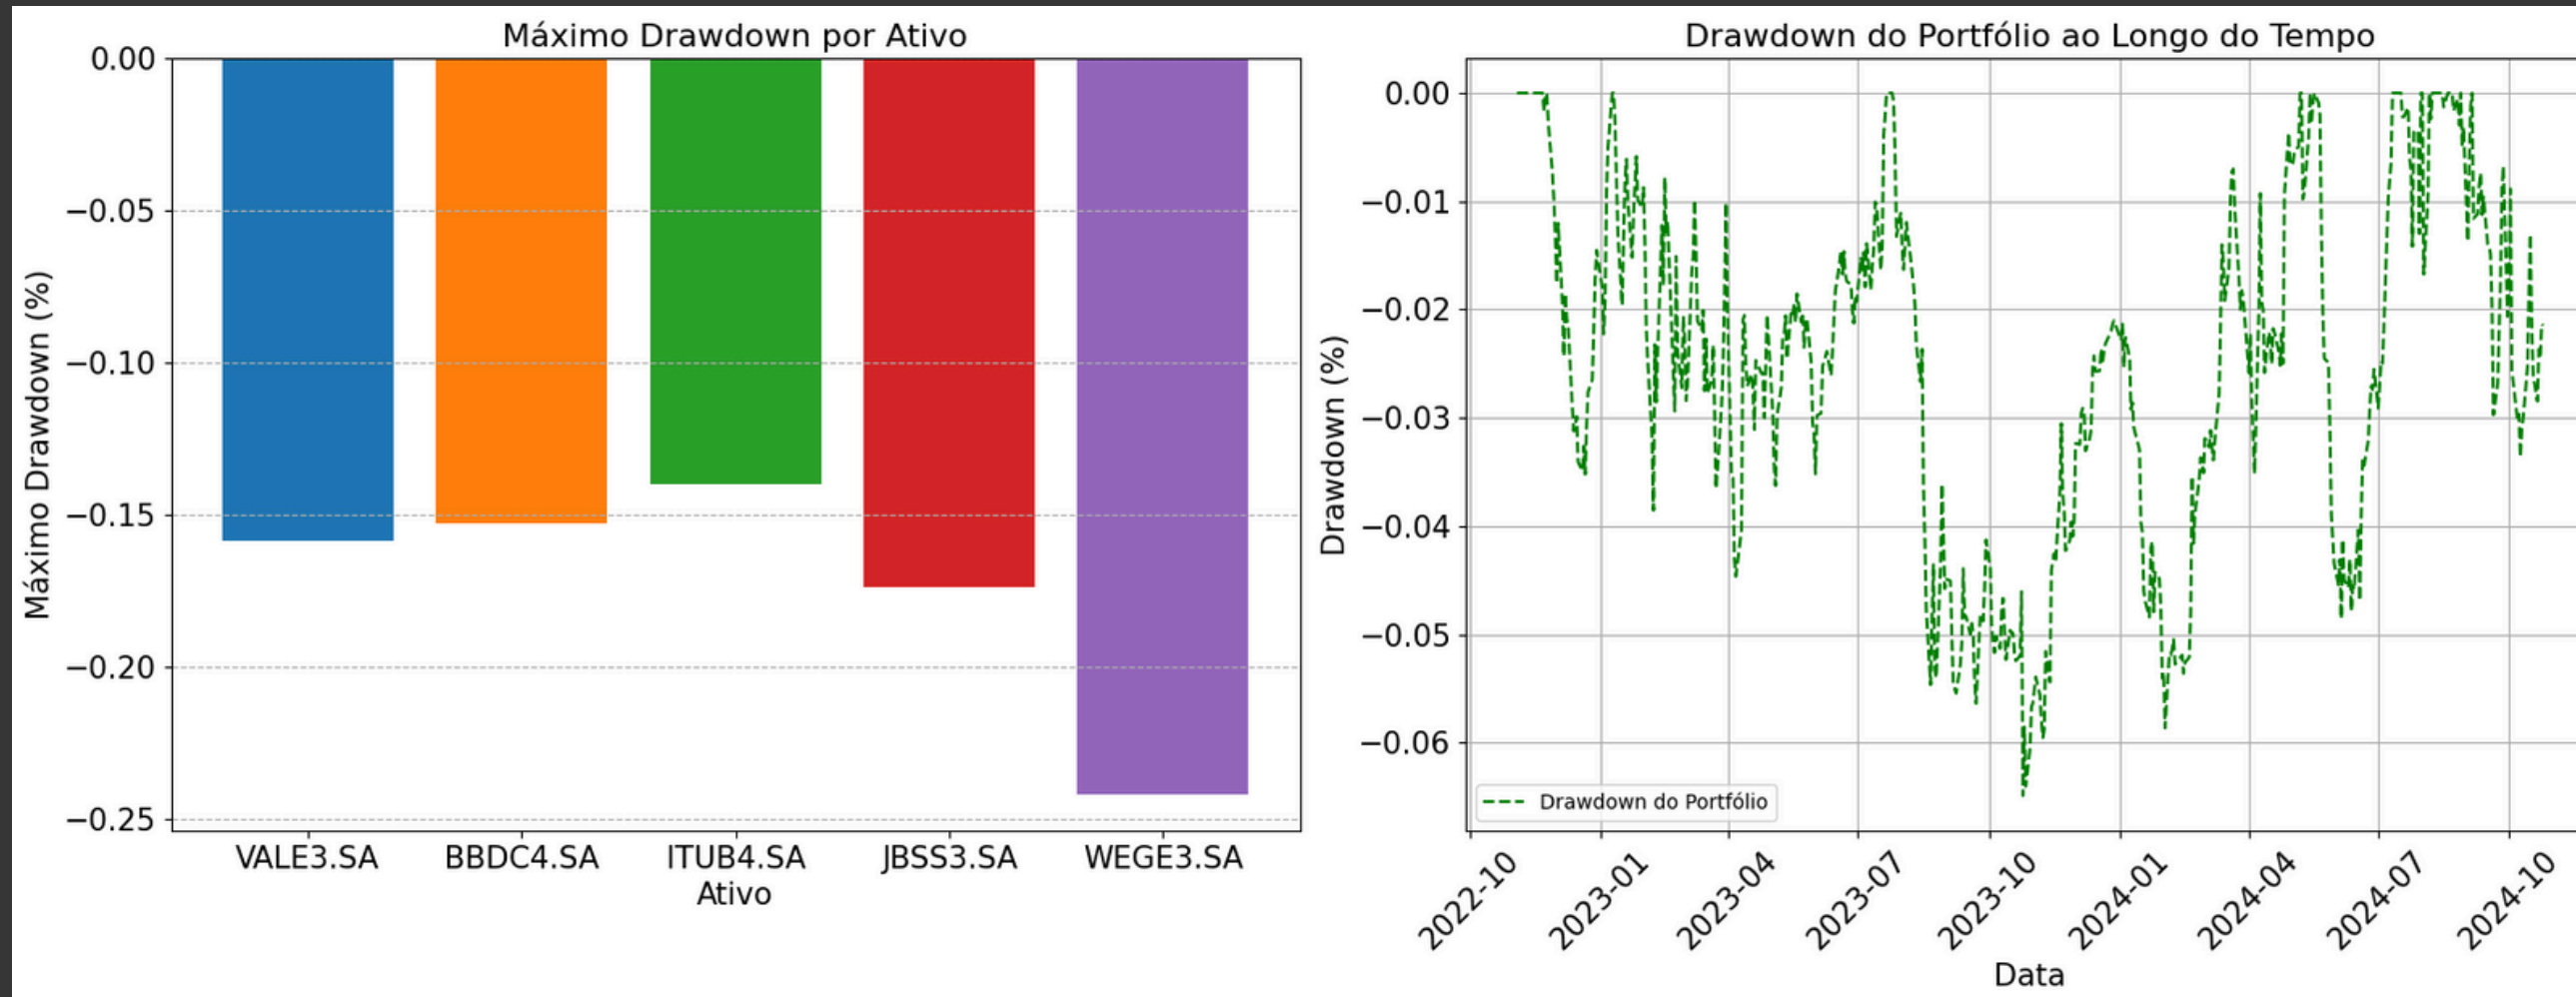 Máximo Drawdown por Ativo
Máximo Drawdown (%)
0.00
−0.05
−0.10
−0.15
−0.20
−0.25
VALE3.SA
BBDC4.SA
ITUB4.SA
JBSS3.SA
WEGE3.SA
Ativo
Drawdown do Portfólio ao Longo do Tempo
Drawdown (%)
0.00
−0.01
−0.02
−0.03
−0.04
−0.05
−0.06
Drawdown do Portfólio
2022-10
2023-01
2023-04
2023-07
2023-10
2024-01
2024-04
2024-07
2024-10
Data